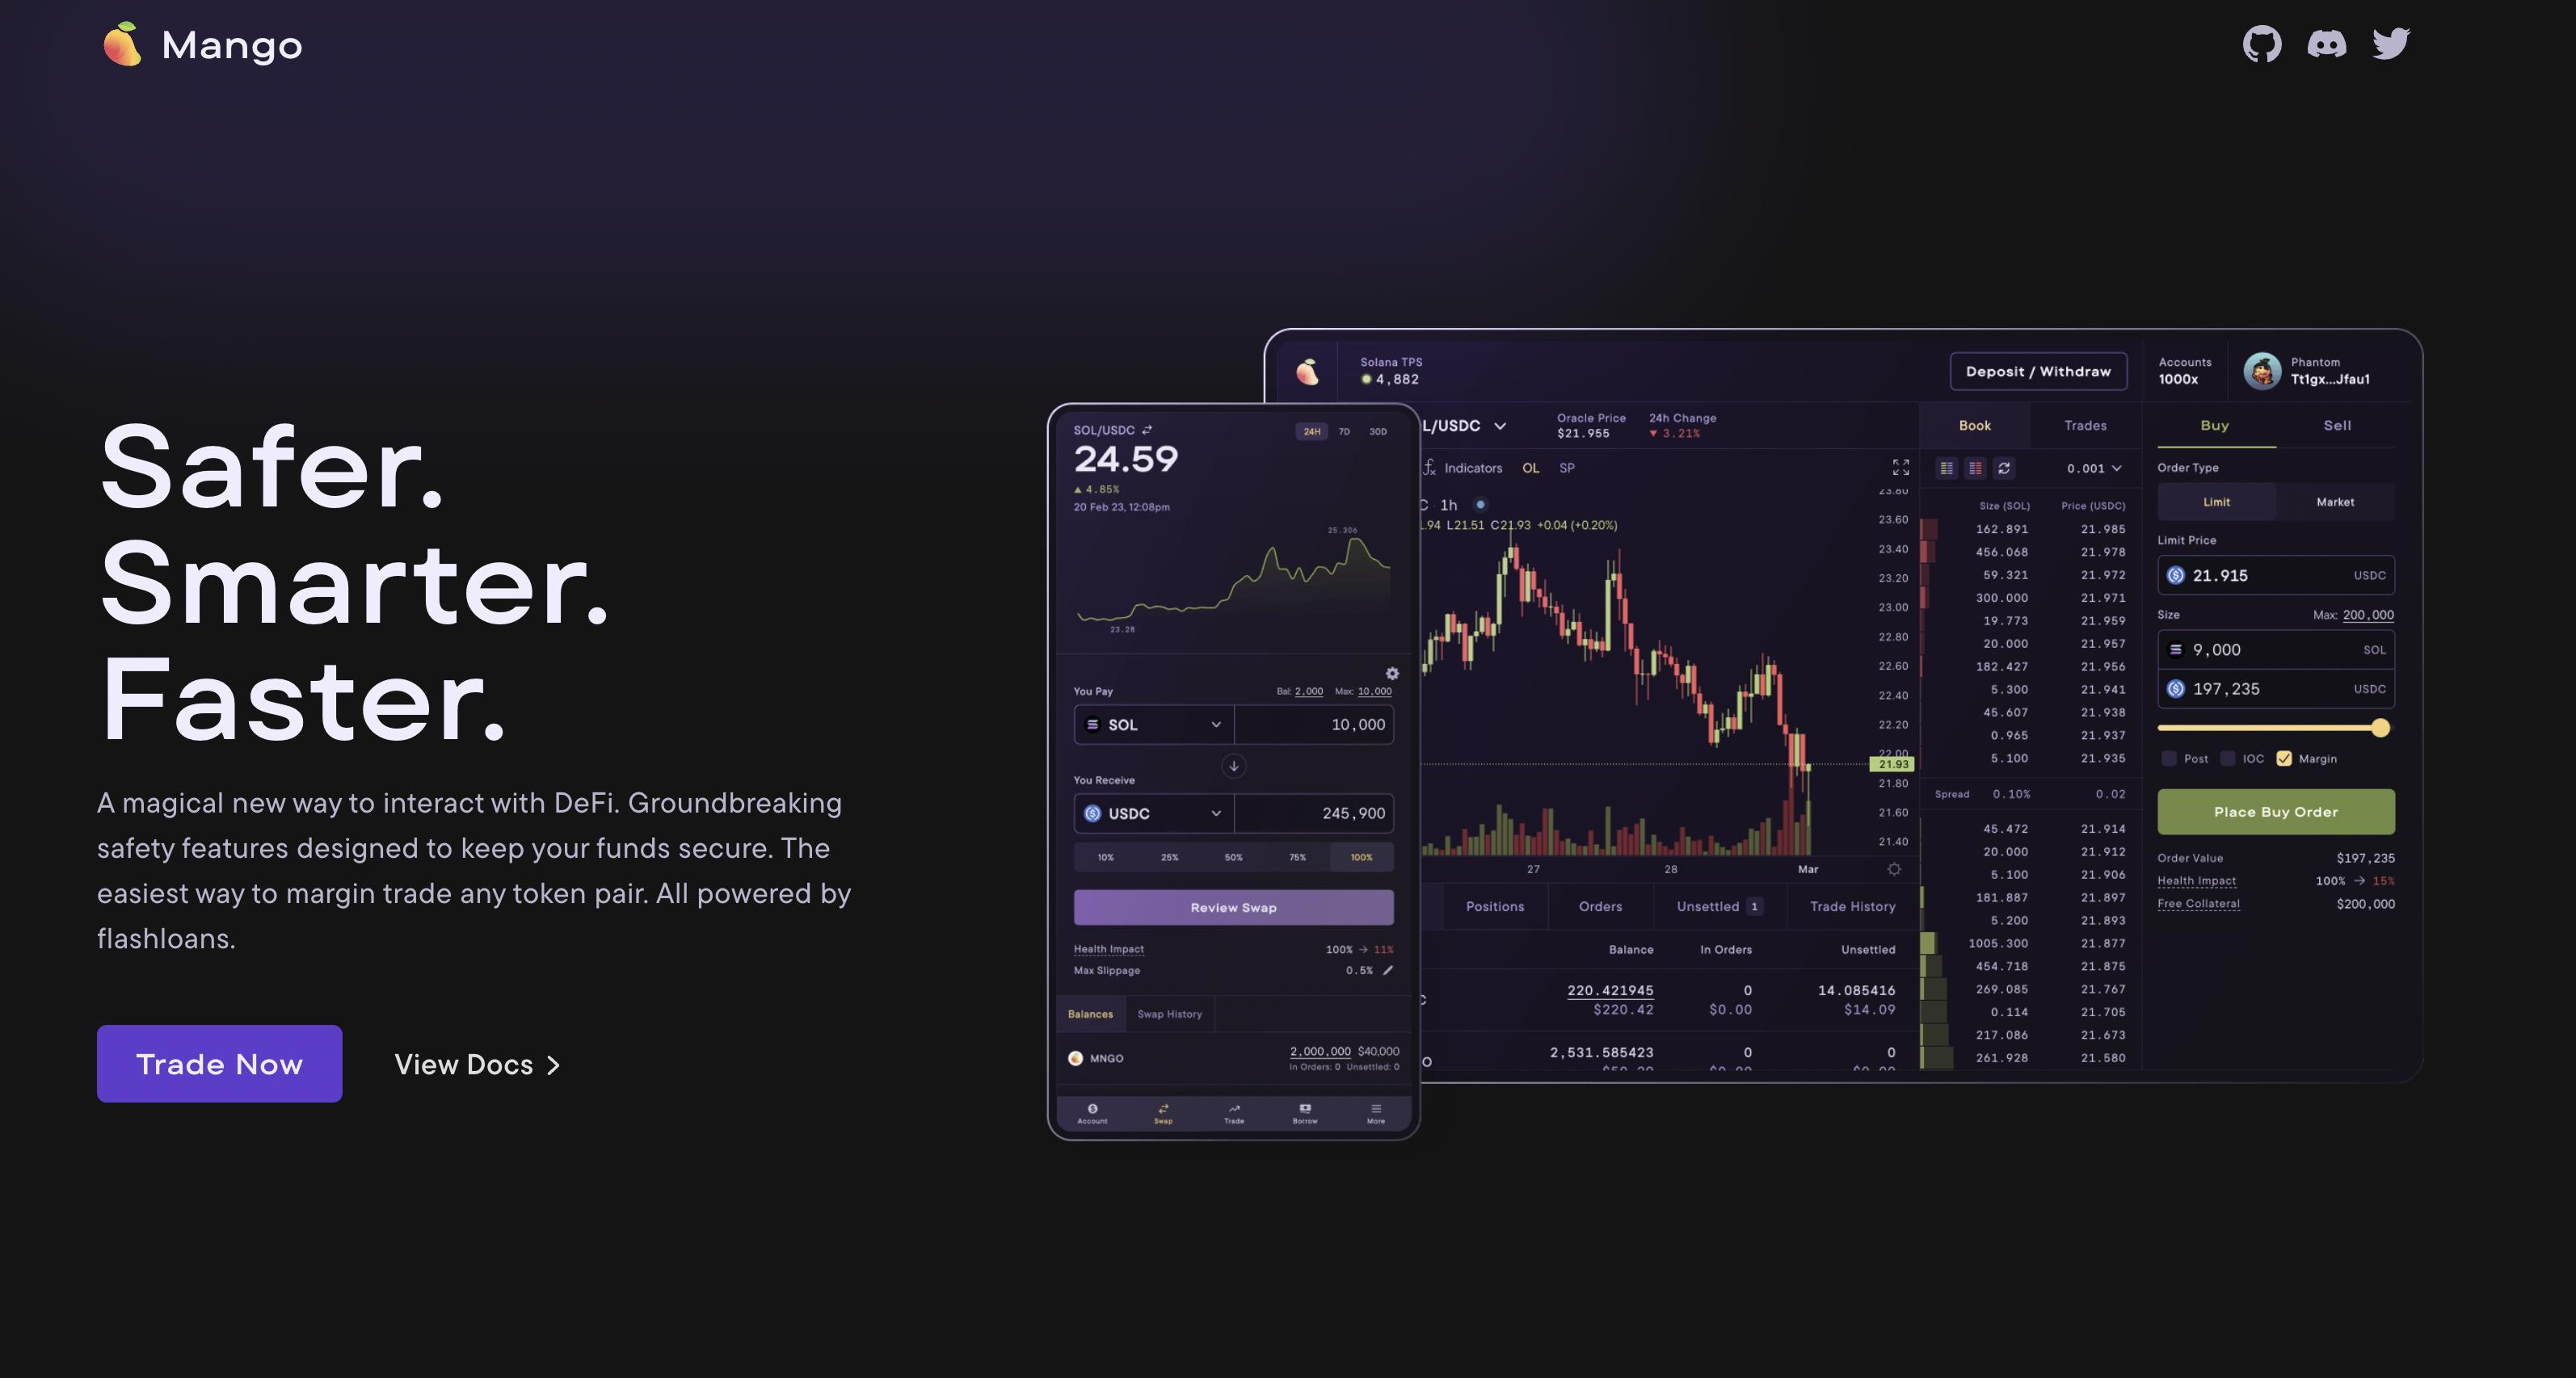 Mango
Safer.
Smarter.
Faster.
A magical new way to interact with DeFi. Groundbreaking
safety features designed to keep your funds secure. The
easiest way to margin trade any token pair. All powered by
flashloans.
Trade Now
View Docs
SOL/USDC
24H 7D 30D
24.59
4.85%
20 Feb 23, 12:08pm
25.306
23.28
You Pay Bal: 2,000 Max: 10,000
SOL 10,000
You Receive
USDC 245,900
10% 25% 50% 75% 100%
Review Swap
Health Impact 100% → 11%
Max Slippage 0.5%
Balances Swap History
MNGO 2,000,000 $40,000
In Orders: 0 Unsettled: 0
Account Swap Trade Borrow More
Solana TPS
4,882
Deposit / Withdraw
Accounts
1000x
Phantom
Tt1gx...Jfau1
L/USDC
Oracle Price
$21.955
24h Change
3.21%
Indicators OL SP
C · 1h
.94 L21.51 C21.93 +0.04 (+0.20%)
23.80
23.60
23.40
23.20
23.00
22.80
22.60
22.40
22.20
22.00
21.93
21.80
21.60
21.40
27 28 Mar
Positions Orders Unsettled 1 Trade History
Balance In Orders Unsettled
220.421945 0 14.085416
$220.42 $0.00 $14.09
2,531.585423 0 0
Book Trades
0.001
Size (SOL) Price (USDC)
162.891 21.985
456.068 21.978
59.321 21.972
300.000 21.971
19.773 21.959
20.000 21.957
182.427 21.956
5.300 21.941
45.607 21.938
0.965 21.937
5.100 21.935
Spread 0.10% 0.02
45.472 21.914
20.000 21.912
5.100 21.906
181.887 21.897
5.200 21.893
1005.300 21.877
454.718 21.875
269.085 21.767
0.114 21.705
217.086 21.673
261.928 21.580
Buy Sell
Order Type
Limit Market
Limit Price
21.915 USDC
Size Max: 200,000
9,000 SOL
197,235 USDC
Post IOC Margin
Place Buy Order
Order Value $197,235
Health Impact 100% → 15%
Free Collateral $200,000